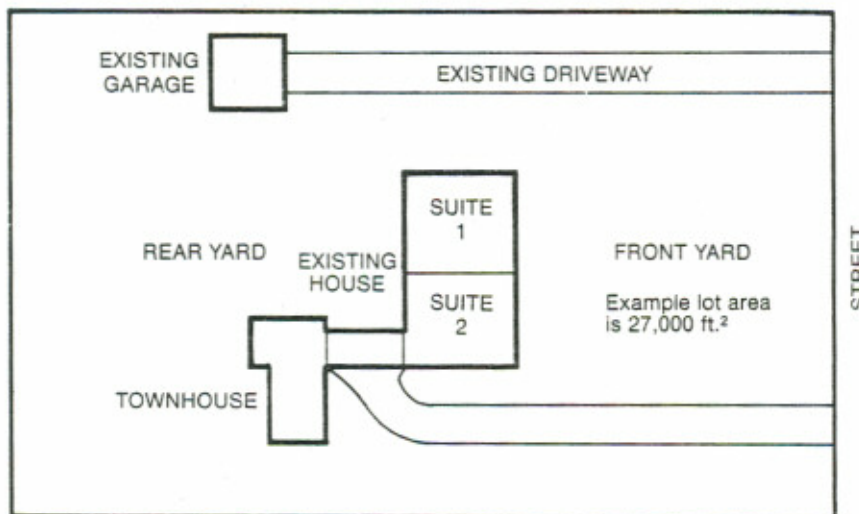 EXISTING
GARAGE
EXISTING DRIVEWAY
SUITE
1
REAR YARD
EXISTING
HOUSE
FRONT YARD
STREET
SUITE
2
Example lot area
is 27,000 ft.²
TOWNHOUSE